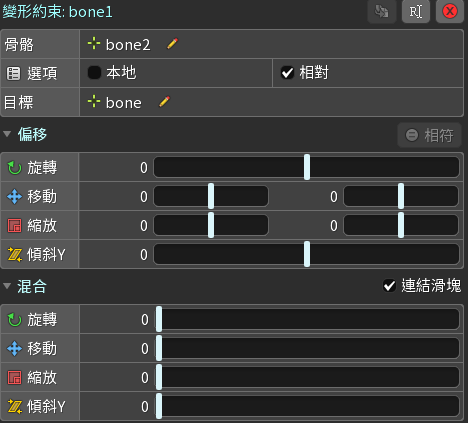 變形約束: bone1
骨骼 bone2
選項 本地 相對
目標 bone
偏移 相符
旋轉 0
移動 0 0
縮放 0 0
傾斜Y 0
混合 連結滑塊
旋轉 0
移動 0
縮放 0
傾斜Y 0